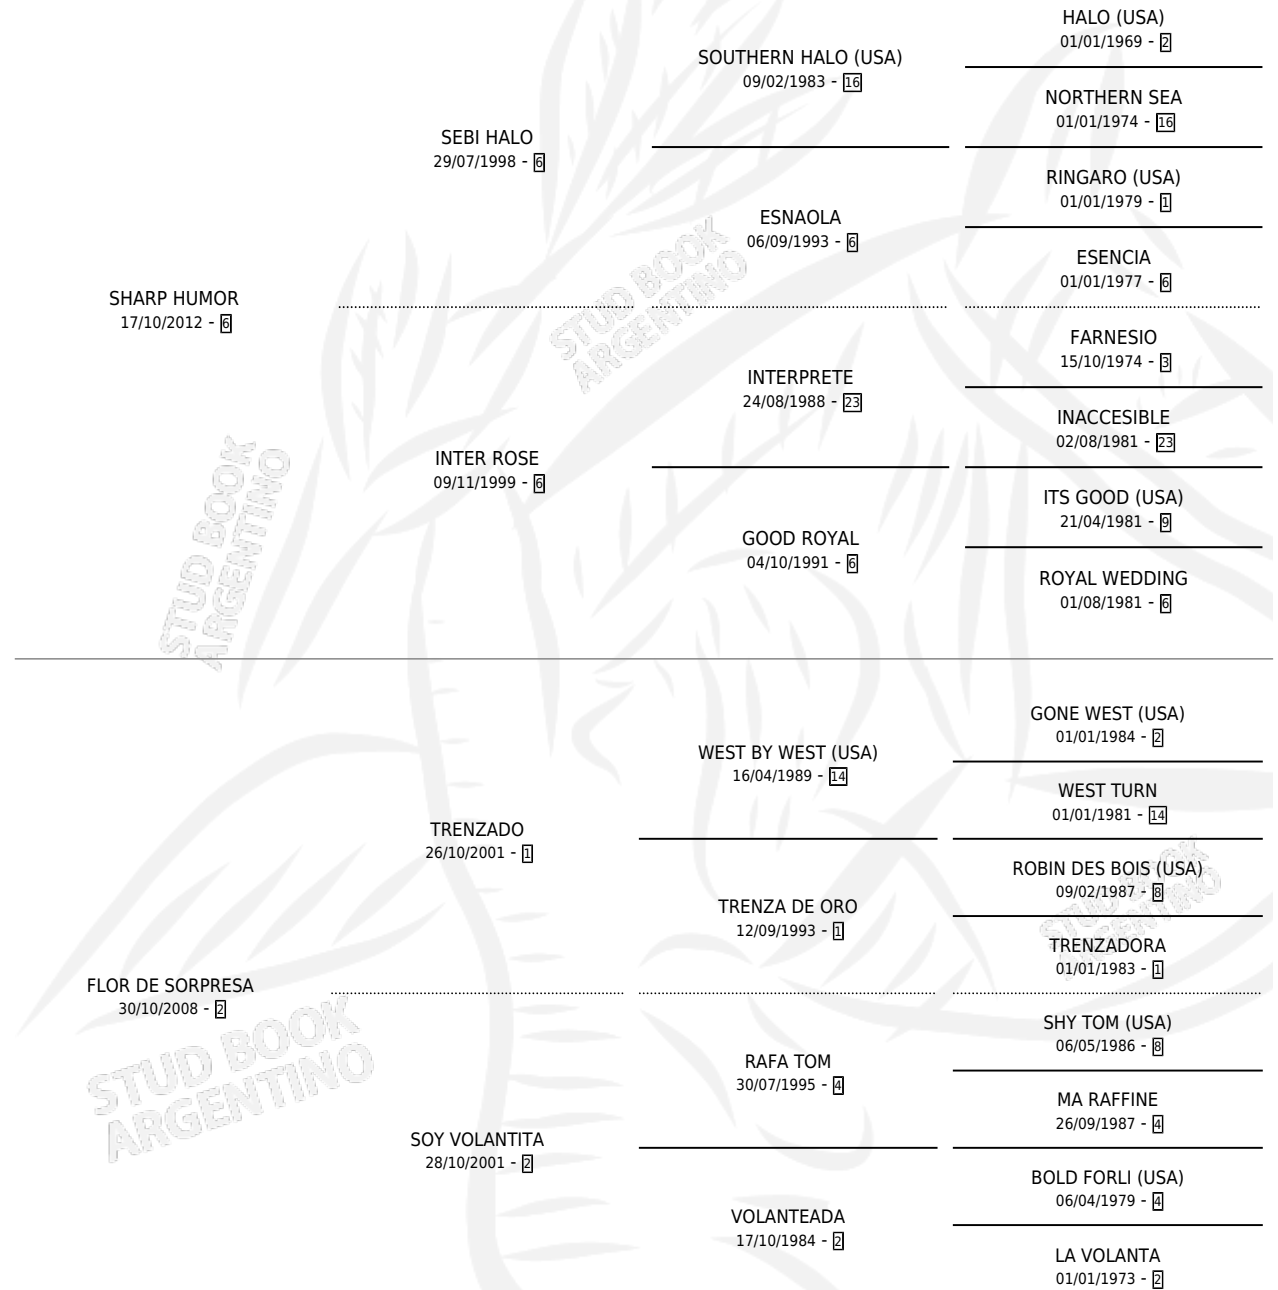 HALO (USA)
01/01/1969 - 2
SOUTHERN HALO (USA)
09/02/1983 - 16
NORTHERN SEA
01/01/1974 - 16
SEBI HALO
29/07/1998 - 6
RINGARO (USA)
01/01/1979 - 1
ESNAOLA
06/09/1993 - 6
ESENCIA
01/01/1977 - 6
SHARP HUMOR
17/10/2012 - 6
FARNESIO
15/10/1974 - 3
INTERPRETE
24/08/1988 - 23
INACCESIBLE
02/08/1981 - 23
INTER ROSE
09/11/1999 - 6
ITS GOOD (USA)
21/04/1981 - 9
GOOD ROYAL
04/10/1991 - 6
ROYAL WEDDING
01/08/1981 - 6
GONE WEST (USA)
01/01/1984 - 2
WEST BY WEST (USA)
16/04/1989 - 14
WEST TURN
01/01/1981 - 14
TRENZADO
26/10/2001 - 1
ROBIN DES BOIS (USA)
09/02/1987 - 8
TRENZA DE ORO
12/09/1993 - 1
TRENZADORA
01/01/1983 - 1
FLOR DE SORPRESA
30/10/2008 - 2
SHY TOM (USA)
06/05/1986 - 8
RAFA TOM
30/07/1995 - 4
MA RAFFINE
26/09/1987 - 4
SOY VOLANTITA
28/10/2001 - 2
BOLD FORLI (USA)
06/04/1979 - 4
VOLANTEADA
17/10/1984 - 2
LA VOLANTA
01/01/1973 - 2
STUD BOOK
ARGENTINO
STUD BOOK
ARGENTINO
STUD BOOK
ARGENTINO
STUD BOOK
ARGENTINO